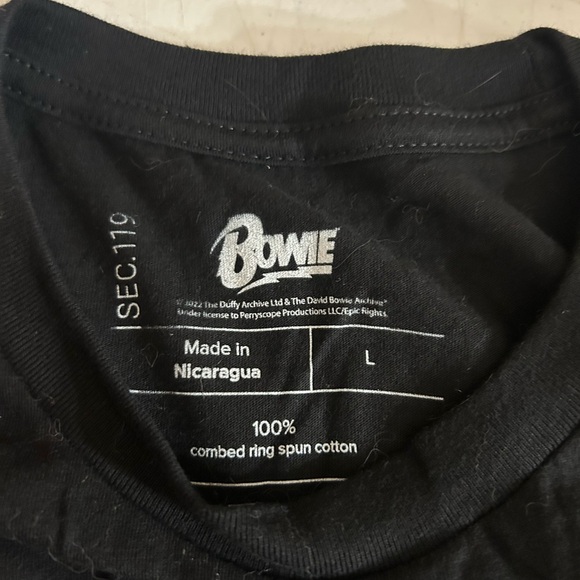 SEC.119
BOWIE
© 2022 The Duffy Archive Ltd & The David Bowie Archive®
Under license to Perryscope Productions LLC/Epic Rights
Made in
Nicaragua
L
100%
combed ring spun cotton